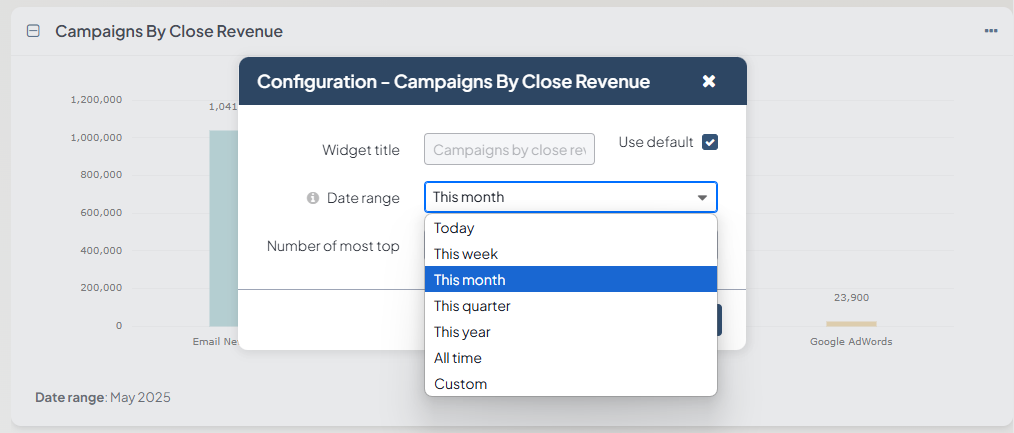 Campaigns By Close Revenue
Configuration - Campaigns By Close Revenue
1,200,000
1,041
1,000,000
800,000
600,000
400,000
200,000
0
Widget title
Campaigns by close rev
Use default
Date range
This month
Number of most top
Today
This week
This month
This quarter
This year
All time
Custom
23,900
Email Ne
Google AdWords
Date range: May 2025